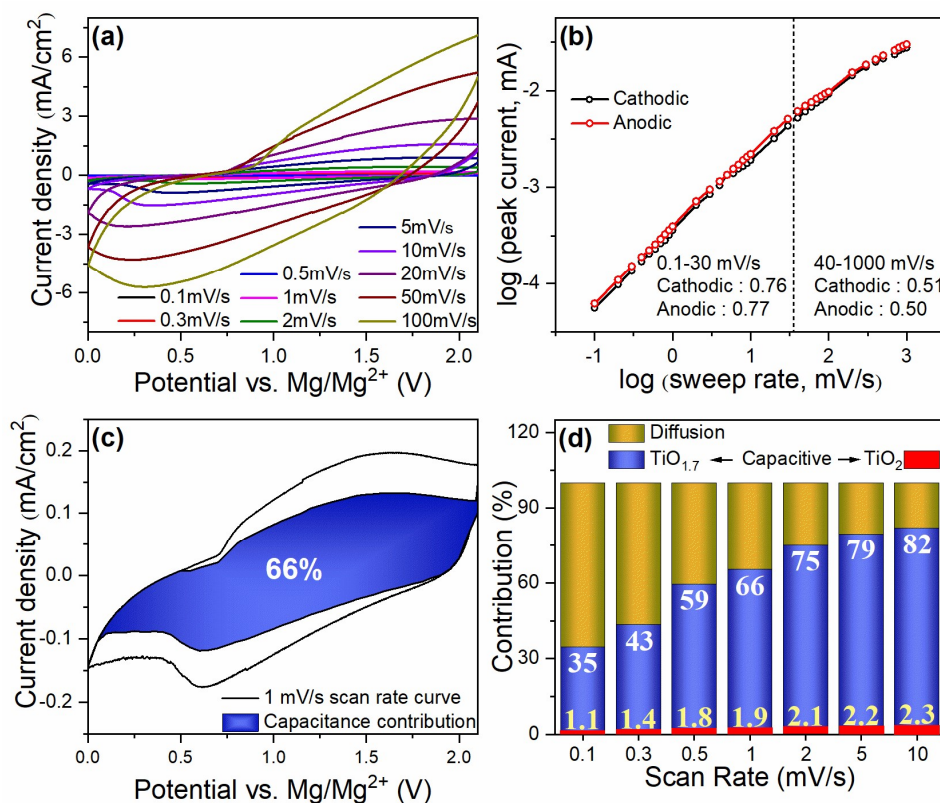 (a)
Current density (mA/cm²)
6
3
0
-3
-6
5mV/s
10mV/s
0.5mV/s
20mV/s
0.1mV/s
1mV/s
50mV/s
0.3mV/s
2mV/s
100mV/s
0.0 0.5 1.0 1.5 2.0
Potential vs. Mg/Mg²⁺ (V)
(b)
log (peak current, mA)
-2
-3
-4
Cathodic
Anodic
0.1-30 mV/s
Cathodic : 0.76
Anodic : 0.77
40-1000 mV/s
Cathodic : 0.51
Anodic : 0.50
-1 0 1 2 3
log (sweep rate, mV/s)
(c)
Current density (mA/cm²)
0.2
0.1
0.0
-0.1
-0.2
66%
1 mV/s scan rate curve
Capacitance contribution
0.0 0.5 1.0 1.5 2.0
Potential vs. Mg/Mg²⁺ (V)
(d)
Contribution (%)
120
90
60
30
0
Diffusion
TiO₁.₇ ← Capacitive → TiO₂
35 43 59 66 75 79 82
1.1 1.4 1.8 1.9 2.1 2.2 2.3
0.1 0.3 0.5 1 2 5 10
Scan Rate (mV/s)